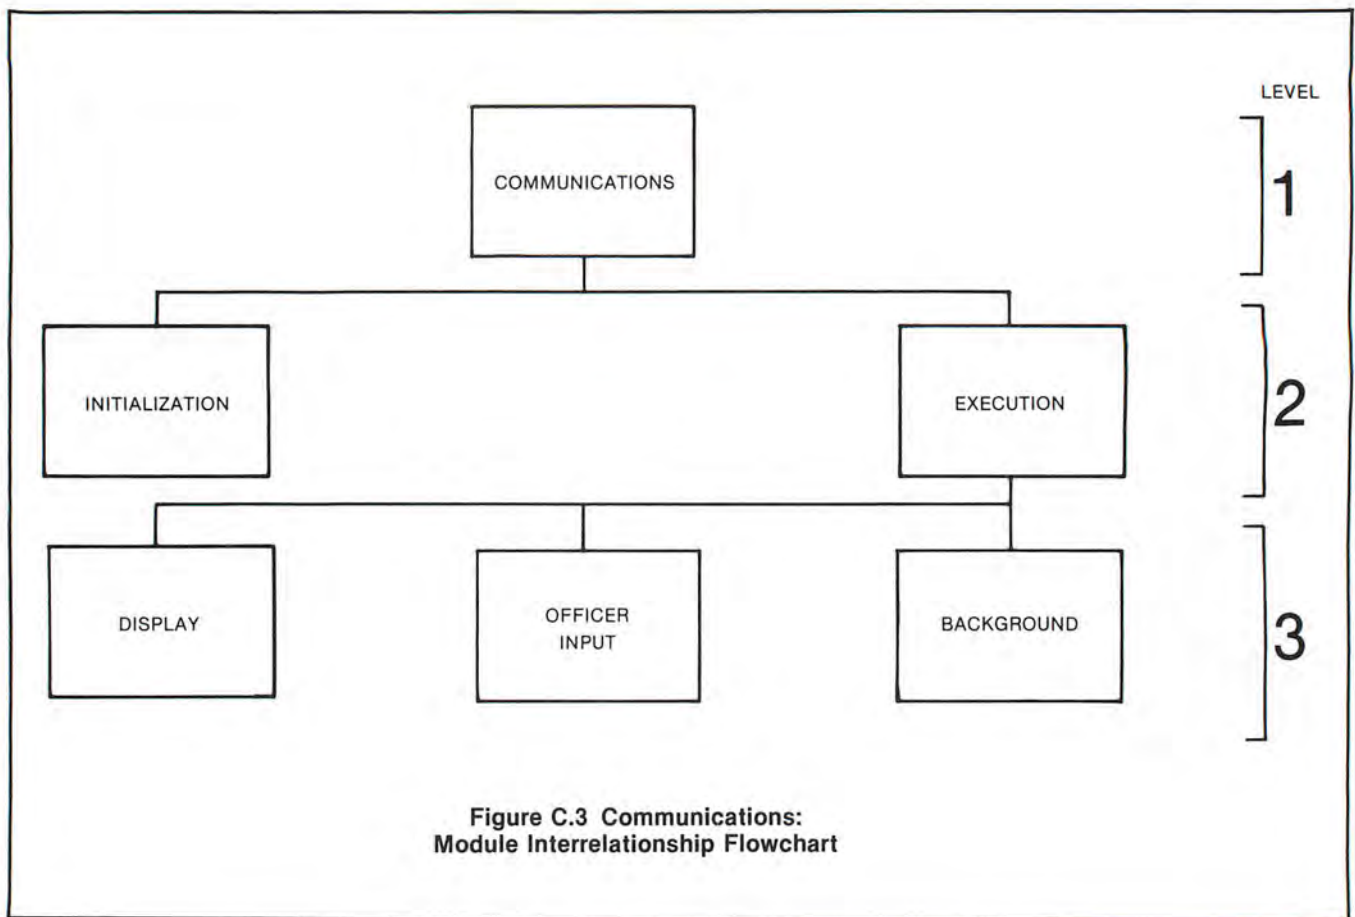 LEVEL
COMMUNICATIONS
1
INITIALIZATION
EXECUTION
2
DISPLAY
OFFICER
INPUT
BACKGROUND
3
Figure C.3 Communications:
Module Interrelationship Flowchart